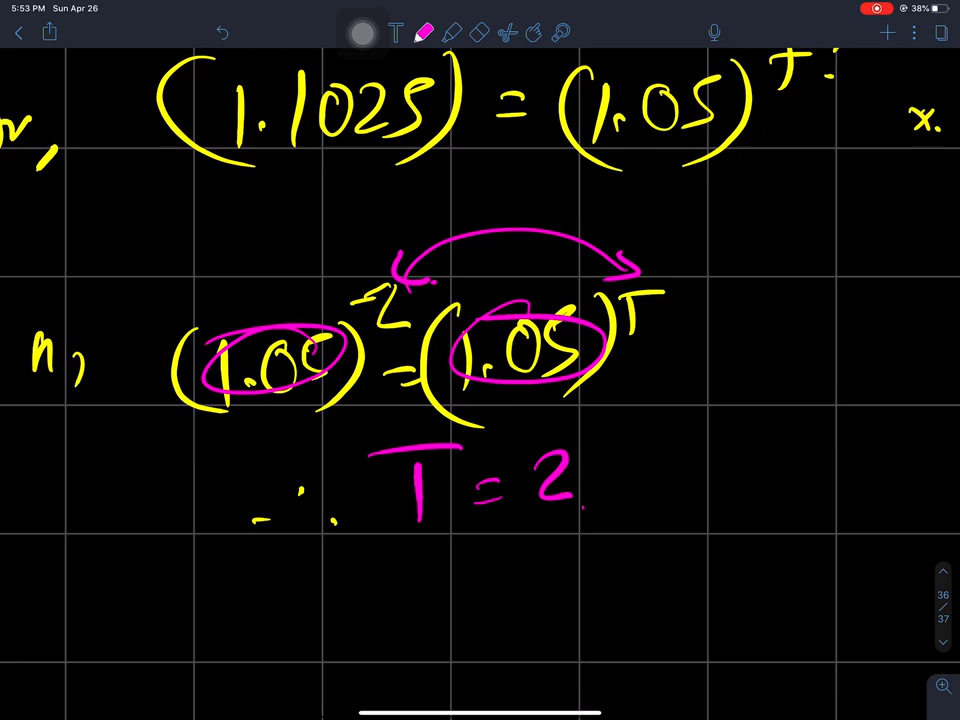 5:53 PM Sun Apr 26 38%
T
(1.1025) = (1.05)^T. x.
n, (1.05)^2 = (1.05)^T
∴ T = 2
36
/
37